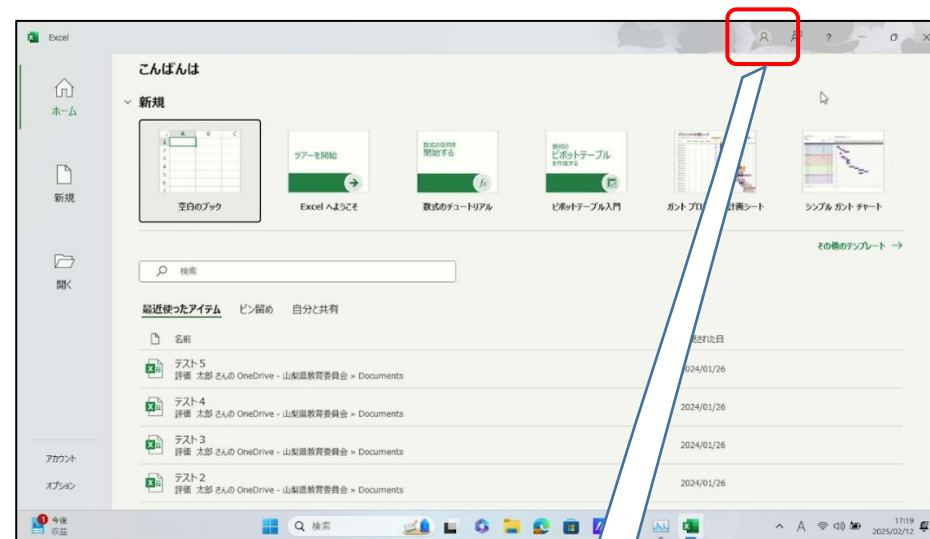 Excel
?
こんばんは
新規
ホーム
新規
開く
A B C
1
空白のブック
ツアーを開始
Excel へようこそ
数式の使用を
開始する
fx
数式のチュートリアル
最初の
ピボットテーブル
を作成する
ピボットテーブル入門
ガント プロ 計画シート
シンプル ガント チャート
その他のテンプレート →
検索
最近使ったアイテム ピン留め 自分と共有
名前
された日
テスト5
評価 太郎 さんの OneDrive - 山梨県教育委員会 » Documents
024/01/26
テスト4
評価 太郎 さんの OneDrive - 山梨県教育委員会 » Documents
2024/01/26
テスト3
評価 太郎 さんの OneDrive - 山梨県教育委員会 » Documents
2024/01/26
テスト2
評価 太郎 さんの OneDrive - 山梨県教育委員会 » Documents
2024/01/26
アカウント
オプション
1
今後
収益
検索
A
17:19
2025/02/12